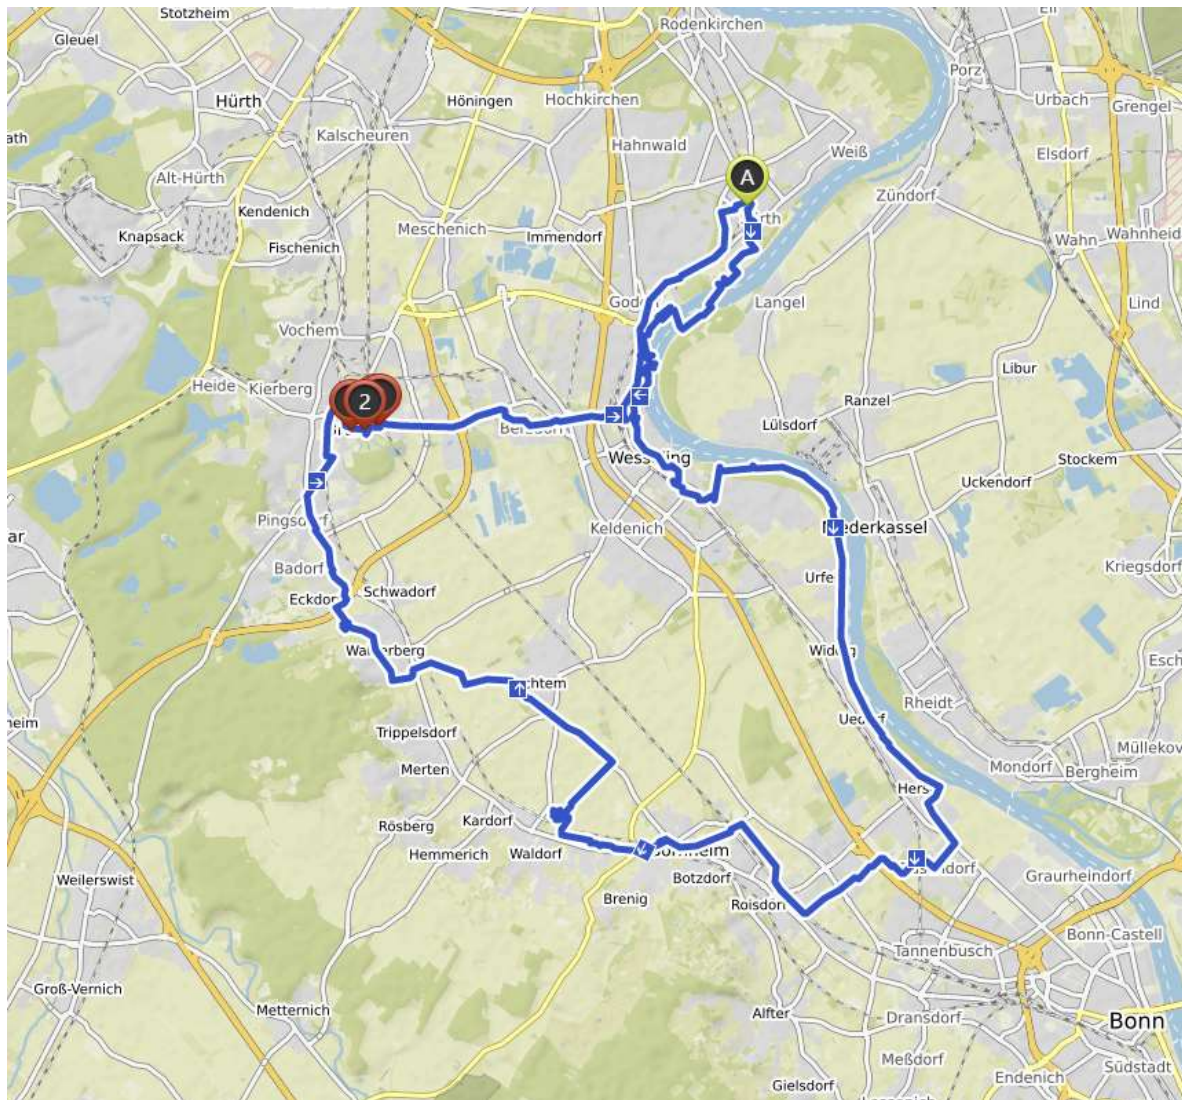 Stotzheim
Rodenkirchen
Gleuel
Porz
Hürth
Höningen
Hochkirchen
Urbach
Grengel
Kalscheuren
Hahnwald
Weiß
Elsdorf
Alt-Hürth
A
Zündorf
Kendenich
Knapsack
Fischenich
Meschenich
Immendorf
Wahn
Wahnheid
Langel
Lind
Vochem
Libur
Heide
Kierberg
2
Ranzel
Lülsdorf
Stockem
Uckendorf
Pingsdorf
Keldenich
Niederkassel
Badorf
Urfe
Kriegsdorf
Eckdorf
Schwadorf
Rheidt
Trippelsdorf
Mondorf
Müllekov
Merten
Bergheim
Hers
Rösberg
Kardorf
Hemmerich
Waldorf
Botzdorf
Weilerswist
Graurheindorf
Brenig
Roisdorf
Bonn-Castell
Tannenbusch
Groß-Vernich
Metternich
Alfter
Dransdorf
Bonn
Meßdorf
Südstadt
Endenich
Gielsdorf